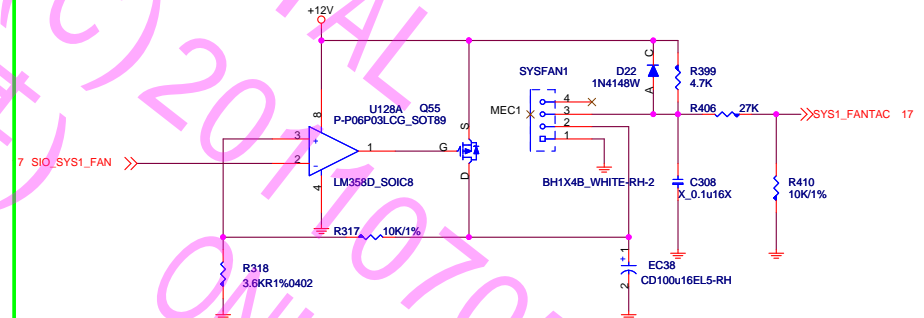 +12V
SYSFAN1
D22
1N4148W
C
A
R399
4.7K
8
U128A
Q55
P-P06P03LCG_SOT89
MEC1
4
3
2
1
R406
27K
SYS1_FANTAC 17
3
+
2
-
1
G
S
D
7 SIO_SYS1_FAN
4
LM358D_SOIC8
BH1X4B_WHITE-RH-2
C308
X_0.1u16X
R410
10K/1%
R317
10K/1%
R318
3.6KR1%0402
1
+
2
EC38
CD100u16EL5-RH